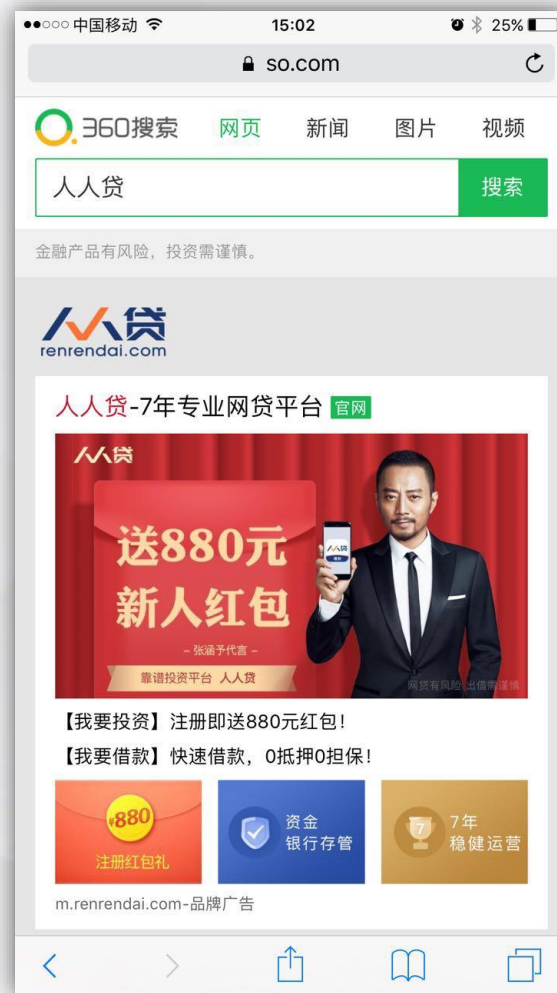 中国移动
15:02
25%
so.com
360搜索
网页
新闻
图片
视频
人人贷
搜索
金融产品有风险，投资需谨慎。
人人贷
renrendai.com
人人贷-7年专业网贷平台 官网
人人贷
送880元
新人红包
– 张涵予代言 –
靠谱投资平台 人人贷
人人贷
网贷有风险 出借需谨慎
【我要投资】注册即送880元红包！
【我要借款】快速借款，0抵押0担保！
¥880
注册红包礼
资金
银行存管
7
7年
稳健运营
m.renrendai.com-品牌广告